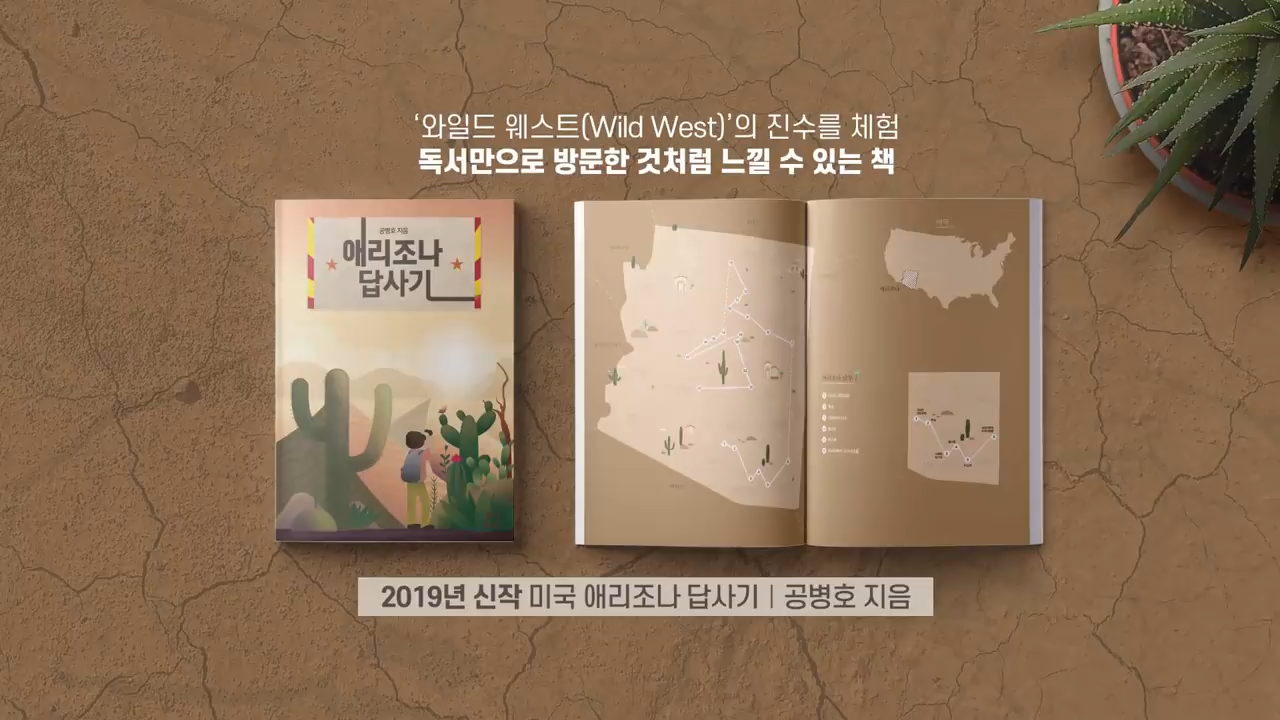 ‘와일드 웨스트(Wild West)’의 진수를 체험
독서만으로 방문한 것처럼 느낄 수 있는 책
공병호 지음
애리조나
답사기
2019년 신작 미국 애리조나 답사기 | 공병호 지음